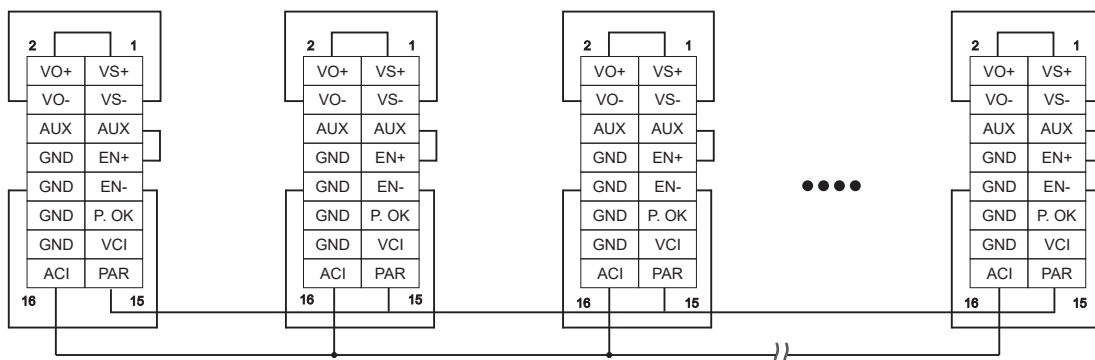 2 1 2 1 2 1 2 1
VO+ VS+ VO+ VS+ VO+ VS+ VO+ VS+
VO- VS- VO- VS- VO- VS- VO- VS-
AUX AUX AUX AUX AUX AUX AUX AUX
GND EN+ GND EN+ GND EN+ GND EN+
GND EN- GND EN- GND EN- GND EN-
GND P. OK GND P. OK GND P. OK GND P. OK
GND VCI GND VCI GND VCI GND VCI
ACI PAR ACI PAR ACI PAR ACI PAR
16 15 16 15 16 15 16 15